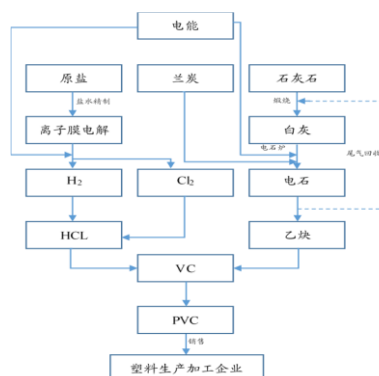 电能
原盐
兰炭
石灰石
盐水精制
煅烧
离子膜电解
白灰
电石炉
尾气回收
H₂
Cl₂
电石
HCL
乙炔
VC
PVC
销售
塑料生产加工企业